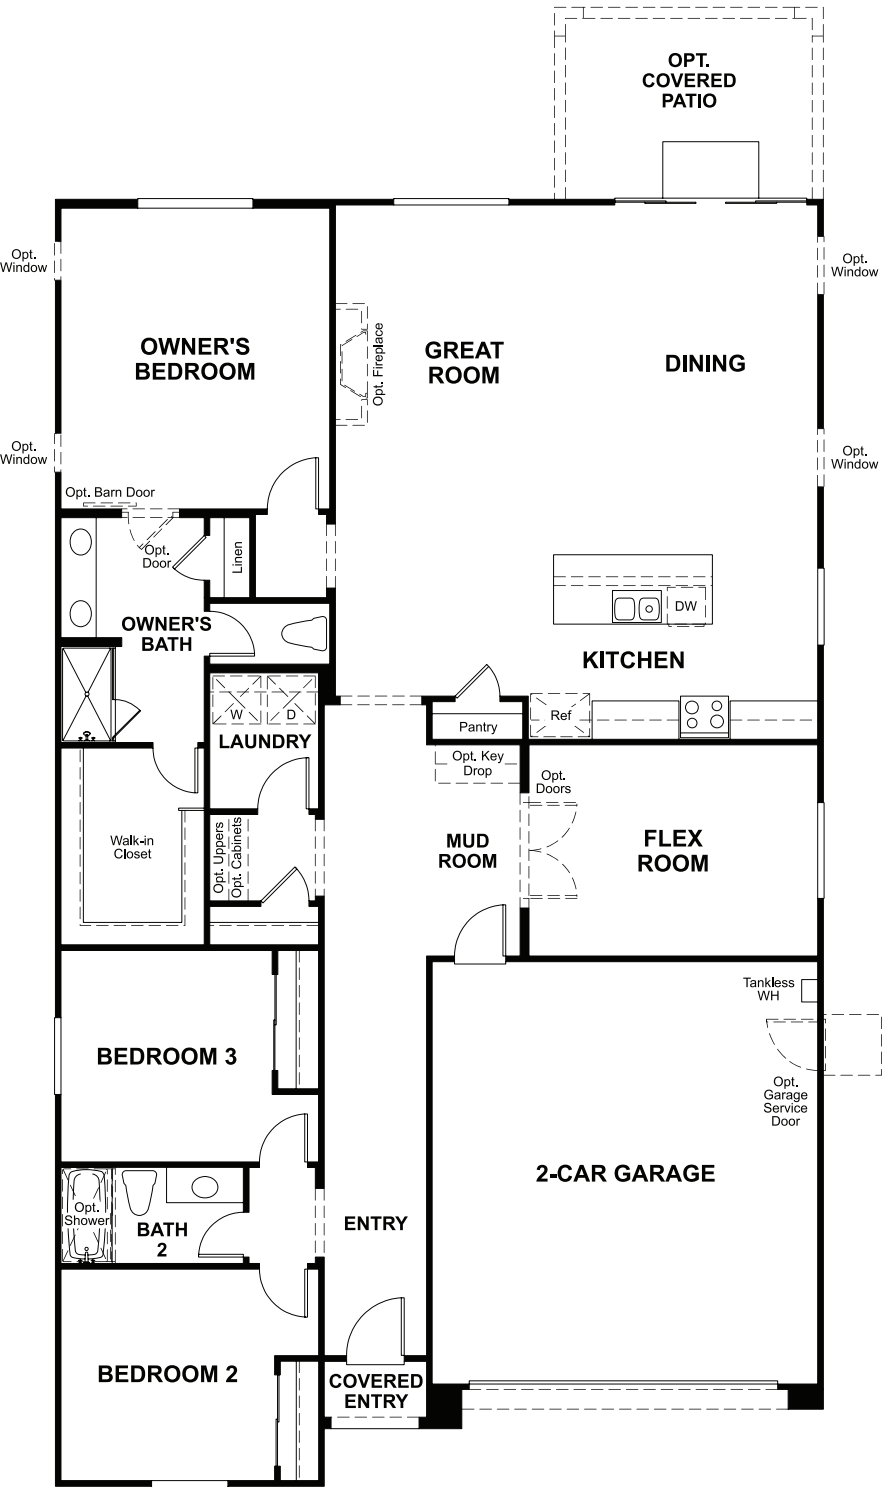 OPT.
COVERED
PATIO
Opt.
Window
Opt.
Window
OWNER'S
BEDROOM
Opt. Fireplace
GREAT
ROOM
DINING
Opt.
Window
Opt.
Window
Opt. Barn Door
Opt.
Door
Linen
OWNER'S
BATH
DW
KITCHEN
W
D
LAUNDRY
Pantry
Ref
Opt. Key
Drop
Opt.
Doors
Walk-in
Closet
Opt. Uppers
Opt. Cabinets
MUD
ROOM
FLEX
ROOM
Tankless
WH
BEDROOM 3
Opt.
Garage
Service
Door
2-CAR GARAGE
Opt.
Shower
BATH
2
ENTRY
BEDROOM 2
COVERED
ENTRY